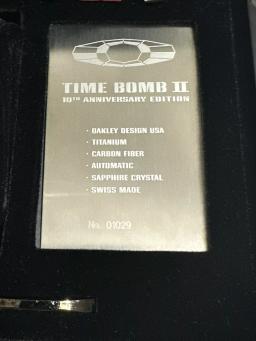 TIME BOMB II
10TH ANNIVERSARY EDITION
· OAKLEY DESIGN USA
· TITANIUM
· CARBON FIBER
· AUTOMATIC
· SAPPHIRE CRYSTAL
· SWISS MADE
No. 01029